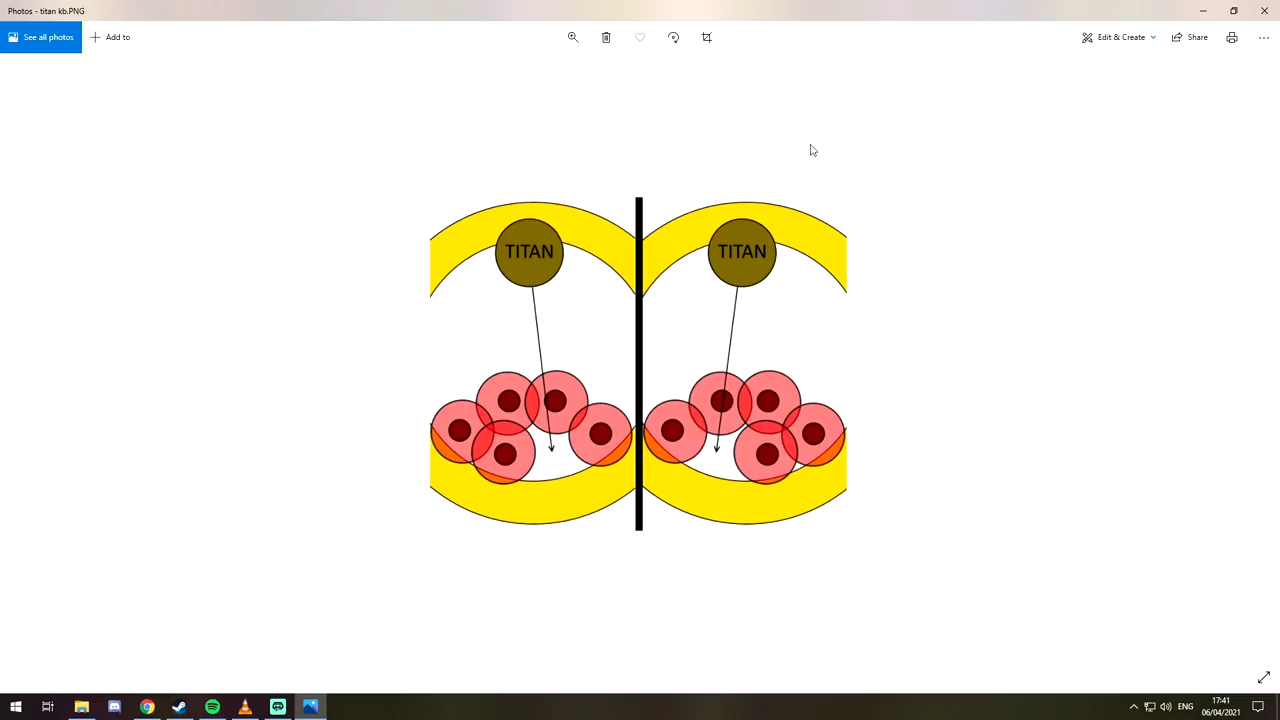 Photos - titan kb.PNG
See all photos
Add to
Edit & Create
Share
TITAN
TITAN
ENG
17:41
06/04/2021